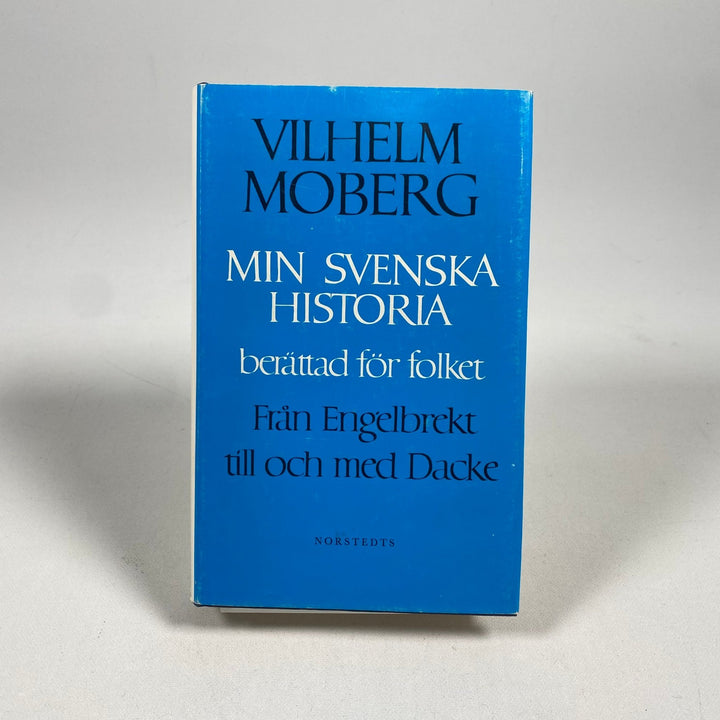 VILHELM
MOBERG
MIN SVENSKA
HISTORIA
berättad för folket
Från Engelbrekt
till och med Dacke
NORSTEDTS